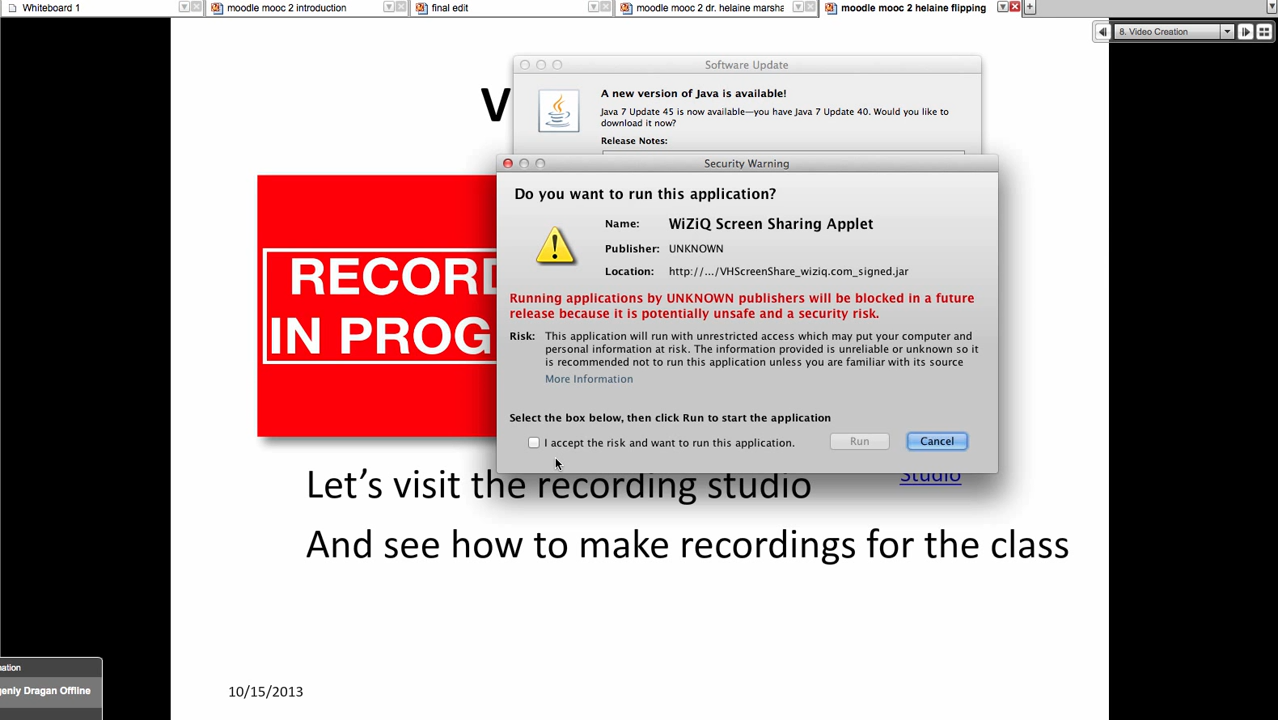 Whiteboard 1
moodle mooc 2 introduction
final edit
moodle mooc 2 dr. helaine marsha
moodle mooc 2 helaine flipping
8. Video Creation
V
Software Update
A new version of Java is available!
Java 7 Update 45 is now available—you have Java 7 Update 40. Would you like to
download it now?
Release Notes:
Security Warning
Do you want to run this application?
Name: WiZiQ Screen Sharing Applet
Publisher: UNKNOWN
Location: http://.../VHScreenShare_wiziq.com_signed.jar
Running applications by UNKNOWN publishers will be blocked in a future
release because it is potentially unsafe and a security risk.
Risk: This application will run with unrestricted access which may put your computer and
personal information at risk. The information provided is unreliable or unknown so it
is recommended not to run this application unless you are familiar with its source
More Information
Select the box below, then click Run to start the application
I accept the risk and want to run this application.
Run
Cancel
RECORD
IN PROG
Studio
Let's visit the recording studio
And see how to make recordings for the class
mation
genly Dragan Offline
10/15/2013